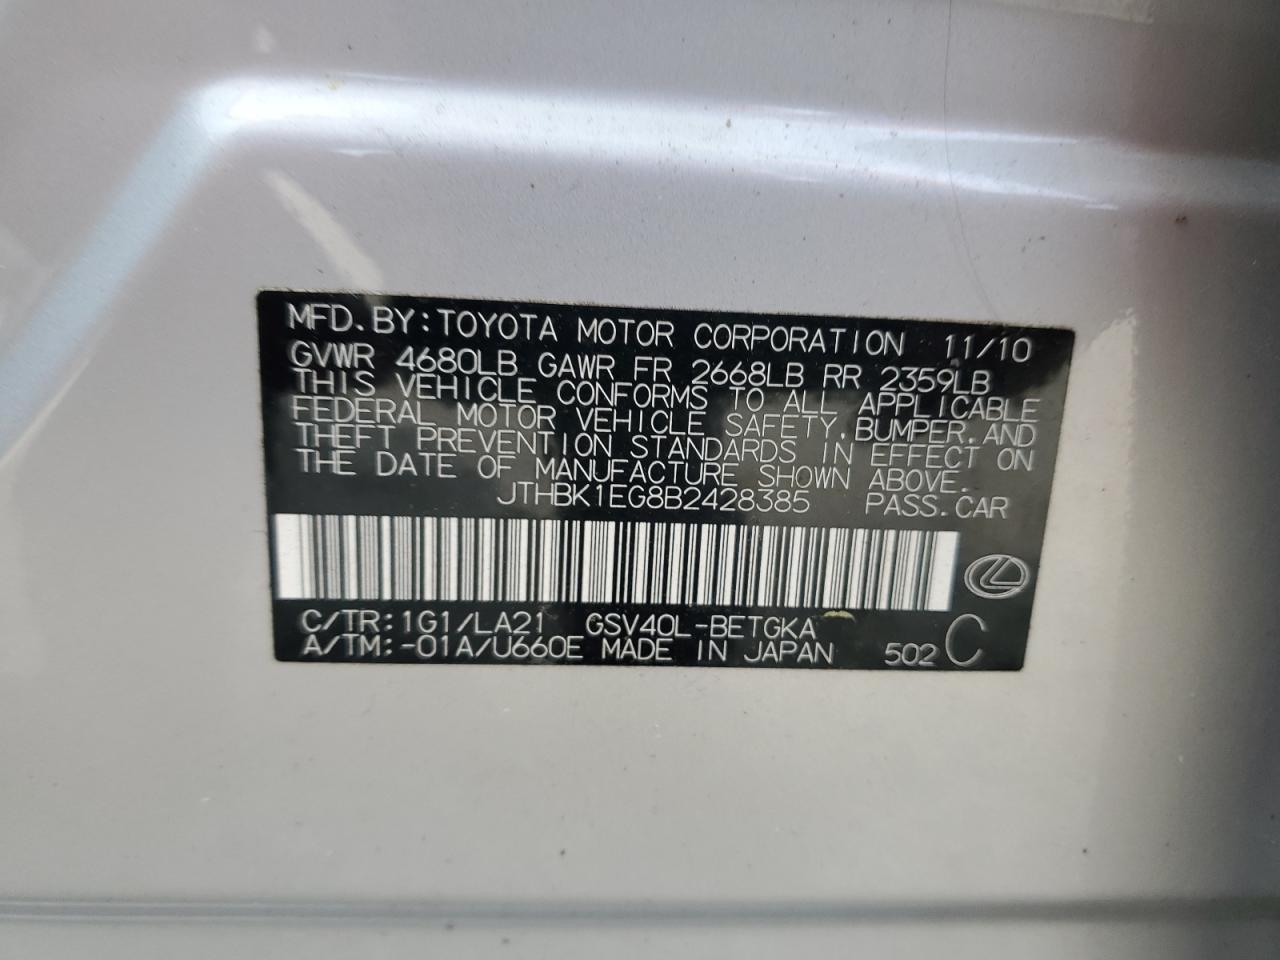 MFD.BY:TOYOTA MOTOR CORPORATION 11/10
GVWR 4680LB GAWR FR 2668LB RR 2359LB
THIS VEHICLE CONFORMS TO ALL APPLICABLE
FEDERAL MOTOR VEHICLE SAFETY,BUMPER,AND
THEFT PREVENTION STANDARDS IN EFFECT ON
THE DATE OF MANUFACTURE SHOWN ABOVE.
JTHBK1EG8B2428385 PASS.CAR
C/TR:1G1/LA21 GSV40L-BETGKA
A/TM:-01A/U660E MADE IN JAPAN 502 C